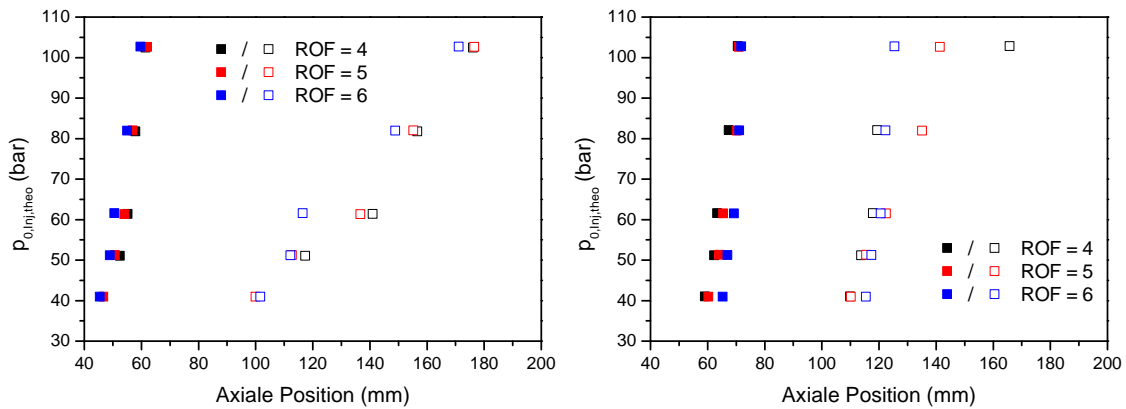 110
100
90
80
70
60
50
40
30
p0,Inj,theo (bar)
/ ROF = 4
/ ROF = 5
/ ROF = 6
40 60 80 100 120 140 160 180 200
Axiale Position (mm)
110
100
90
80
70
60
50
40
30
p0,Inj,theo (bar)
/ ROF = 4
/ ROF = 5
/ ROF = 6
40 60 80 100 120 140 160 180 200
Axiale Position (mm)